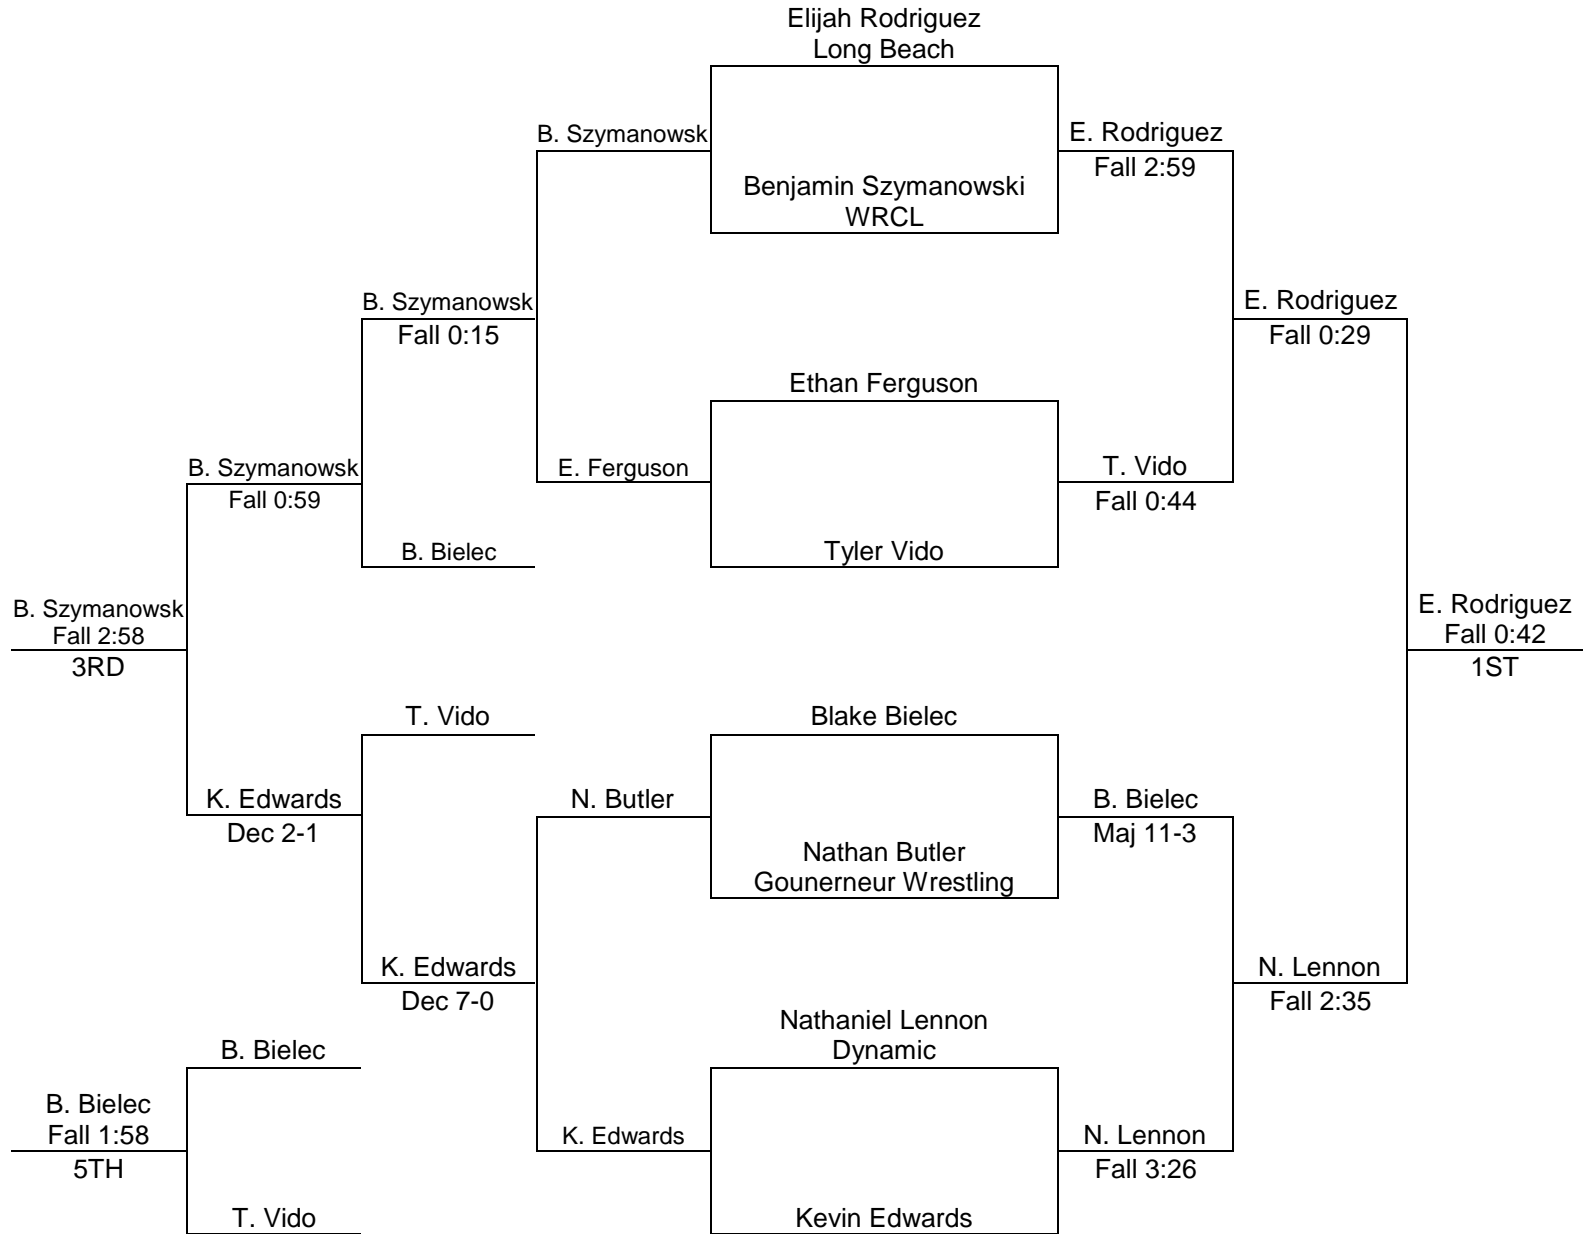 Elijah Rodriguez
Long Beach
B. Szymanowsk
E. Rodriguez
Fall 2:59
Benjamin Szymanowski
WRCL
B. Szymanowsk
Fall 0:15
E. Rodriguez
Fall 0:29
Ethan Ferguson
B. Szymanowsk
Fall 0:59
E. Ferguson
T. Vido
Fall 0:44
B. Bielec
Tyler Vido
B. Szymanowsk
Fall 2:58
3RD
E. Rodriguez
Fall 0:42
1ST
T. Vido
Blake Bielec
K. Edwards
Dec 2-1
N. Butler
B. Bielec
Maj 11-3
Nathan Butler
Gounerneur Wrestling
K. Edwards
Dec 7-0
N. Lennon
Fall 2:35
Nathaniel Lennon
Dynamic
B. Bielec
B. Bielec
Fall 1:58
5TH
K. Edwards
N. Lennon
Fall 3:26
T. Vido
Kevin Edwards